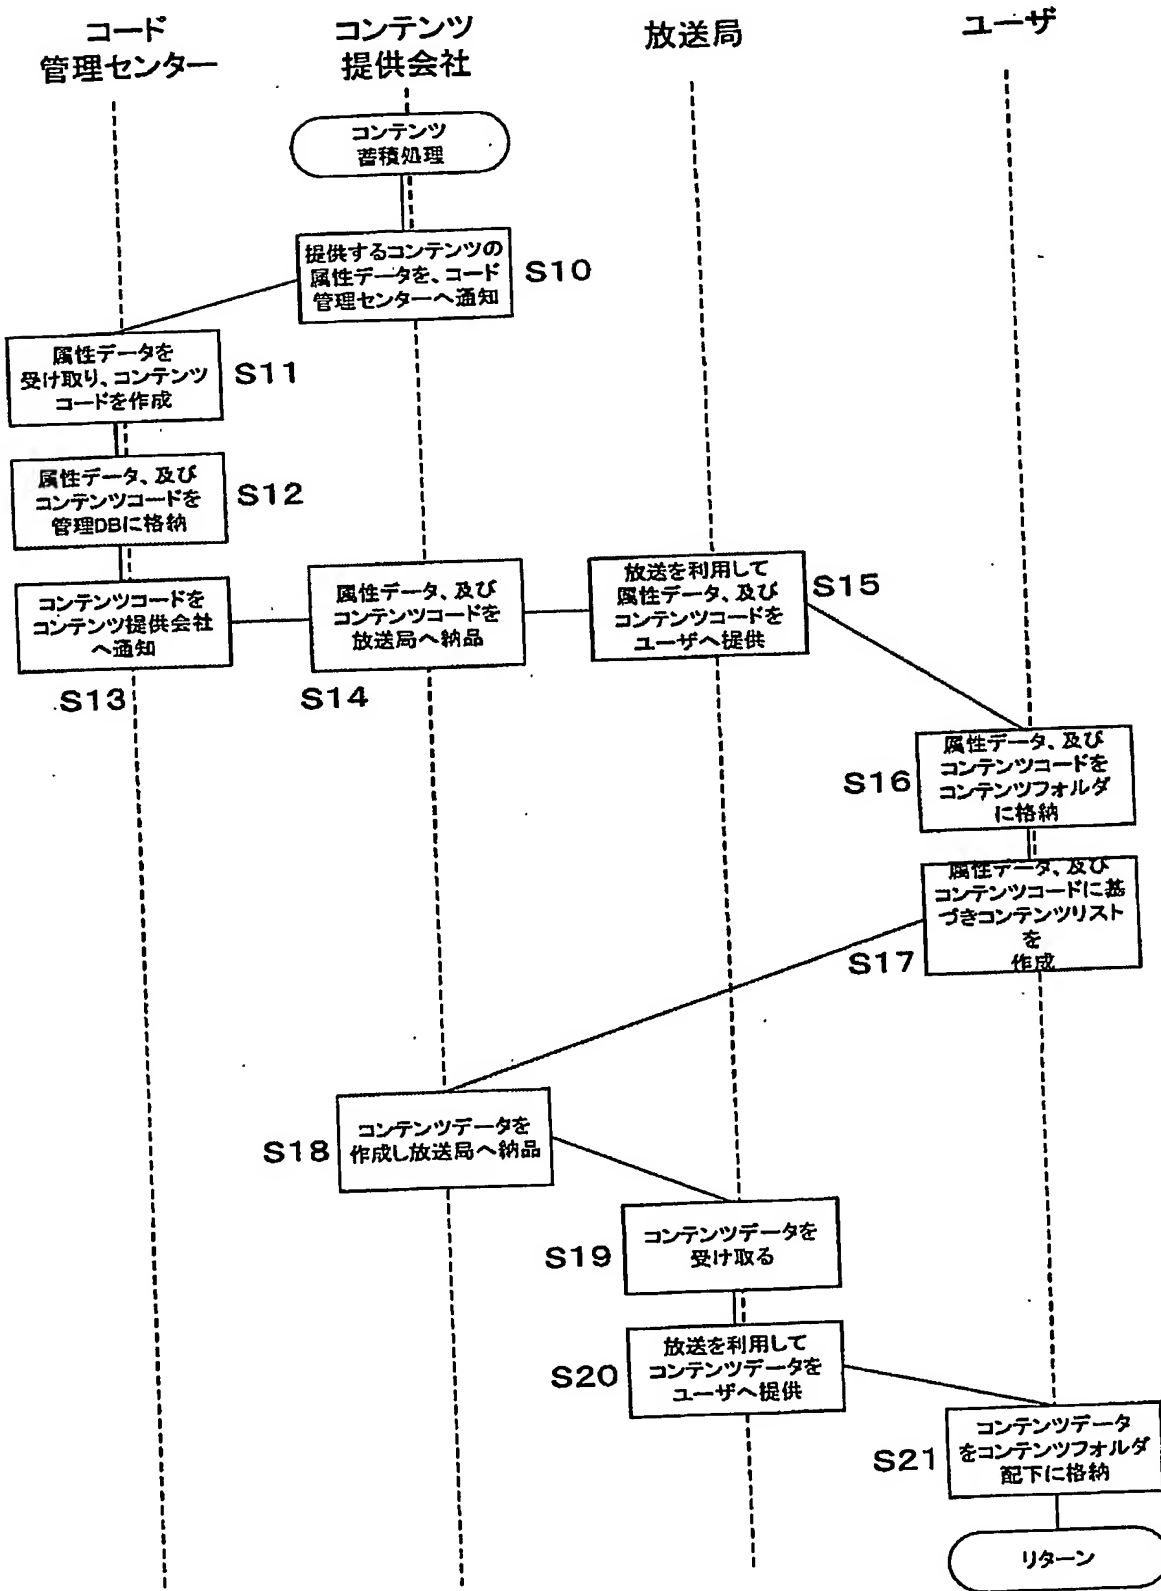 コード
管理センター
コンテンツ
提供会社
放送局
ユーザ
コンテンツ
蓄積処理
提供するコンテンツの
属性データを、コード
管理センターへ通知
S10
属性データを
受け取り、コンテンツ
コードを作成
S11
属性データ、及び
コンテンツコードを
管理DBに格納
S12
コンテンツコードを
コンテンツ提供会社
へ通知
S13
属性データ、及び
コンテンツコードを
放送局へ納品
S14
放送を利用して
属性データ、及び
コンテンツコードを
ユーザへ提供
S15
属性データ、及び
コンテンツコードを
コンテンツフォルダ
に格納
S16
属性データ、及び
コンテンツコードに基
づきコンテンツリスト
を
作成
S17
コンテンツデータを
作成し放送局へ納品
S18
コンテンツデータを
受け取る
S19
放送を利用して
コンテンツデータを
ユーザへ提供
S20
コンテンツデータ
をコンテンツフォルダ
配下に格納
S21
リターン